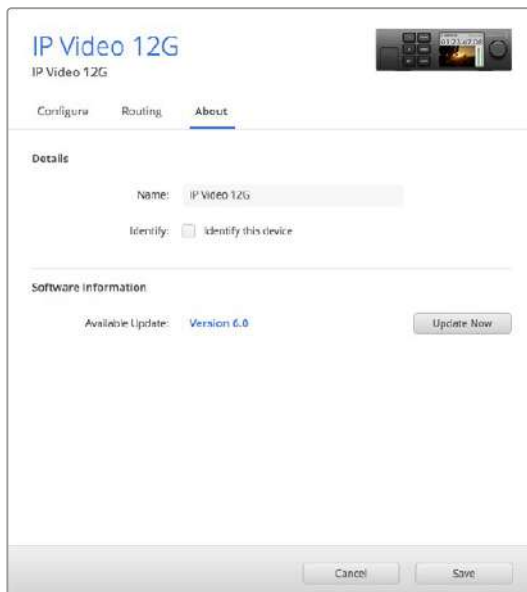 IP Video 12G
IP Video 12G
Configure Routing About
Details
Name: IP Video 12G
Identify: Identify this device
Software Information
Available Update: Version 6.0 Update Now
Cancel Save